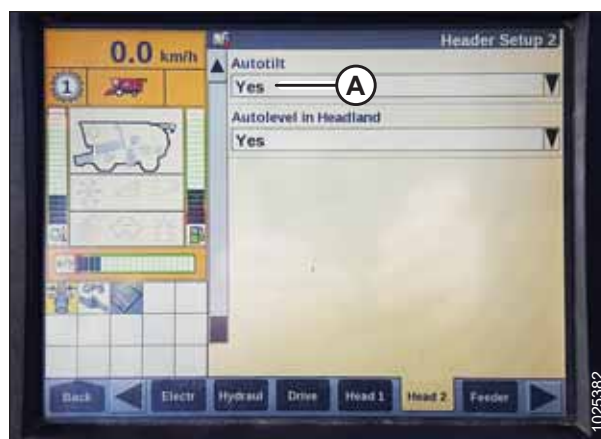 0.0 km/h
Header Setup 2
1
Autotilt
Yes
A
Autolevel in Headland
Yes
Back
Electr
Hydraul
Drive
Head 1
Head 2
Feeder
1025382